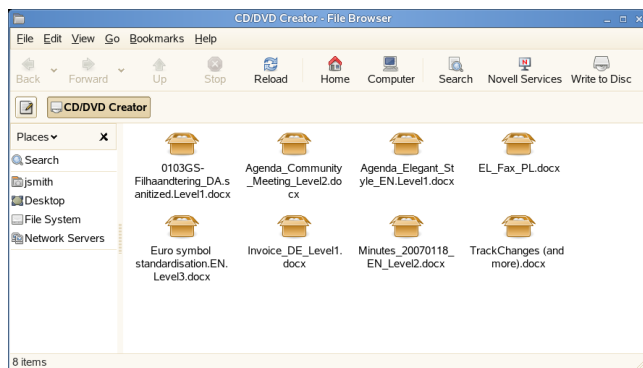 CD/DVD Creator - File Browser
File Edit View Go Bookmarks Help
Back Forward Up Stop Reload Home Computer Search Novell Services Write to Disc
CD/DVD Creator
Places
Search
jsmith
Desktop
File System
Network Servers
0103GS-
Filhaandtering_DA.s
anitized.Level1.docx
Agenda_Community
_Meeting_Level2.do
cx
Agenda_Elegant_St
yle_EN.Level1.docx
EL_Fax_PL.docx
Euro symbol
standardisation.EN.
Level3.docx
Invoice_DE_Level1.
docx
Minutes_20070118_
EN_Level2.docx
TrackChanges (and
more).docx
8 items